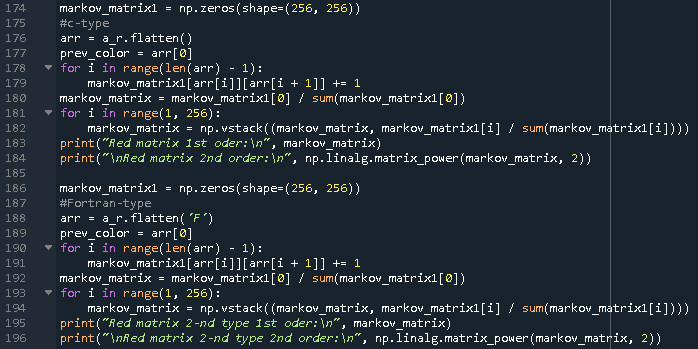 174 markov_matrix1 = np.zeros(shape=(256, 256))
175 #c-type
176 arr = a_r.flatten()
177 prev_color = arr[0]
178 for i in range(len(arr) - 1):
179 markov_matrix1[arr[i]][arr[i + 1]] += 1
180 markov_matrix = markov_matrix1[0] / sum(markov_matrix1[0])
181 for i in range(1, 256):
182 markov_matrix = np.vstack((markov_matrix, markov_matrix1[i] / sum(markov_matrix1[i])))
183 print("Red matrix 1st oder:\n", markov_matrix)
184 print("\nRed matrix 2nd order:\n", np.linalg.matrix_power(markov_matrix, 2))
185
186 markov_matrix1 = np.zeros(shape=(256, 256))
187 #Fortran-type
188 arr = a_r.flatten('F')
189 prev_color = arr[0]
190 for i in range(len(arr) - 1):
191 markov_matrix1[arr[i]][arr[i + 1]] += 1
192 markov_matrix = markov_matrix1[0] / sum(markov_matrix1[0])
193 for i in range(1, 256):
194 markov_matrix = np.vstack((markov_matrix, markov_matrix1[i] / sum(markov_matrix1[i])))
195 print("Red matrix 2-nd type 1st oder:\n", markov_matrix)
196 print("\nRed matrix 2-nd type 2nd order:\n", np.linalg.matrix_power(markov_matrix, 2))